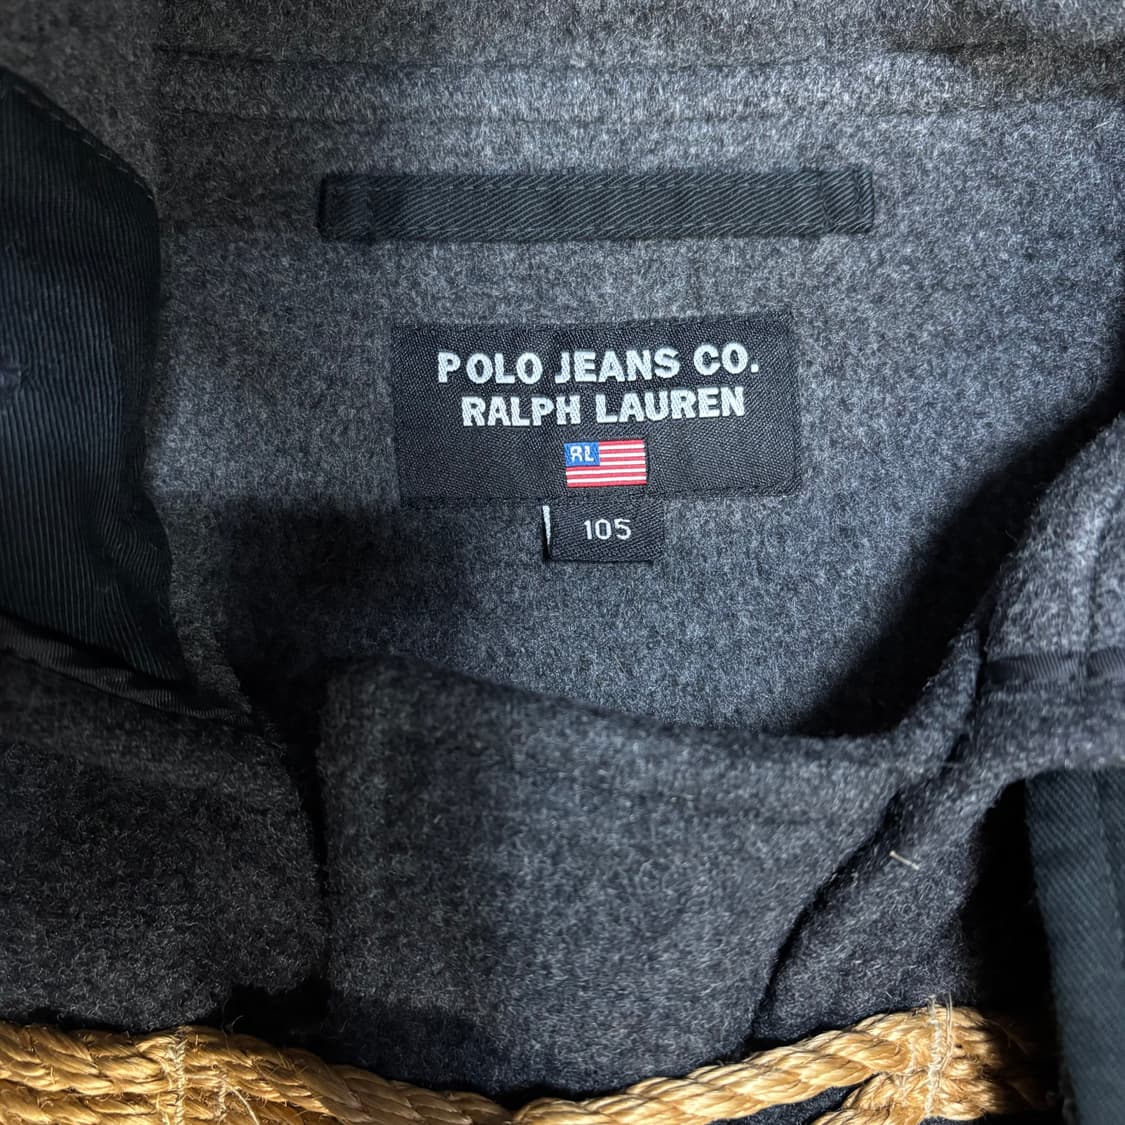 POLO JEANS CO.
RALPH LAUREN
RL
105